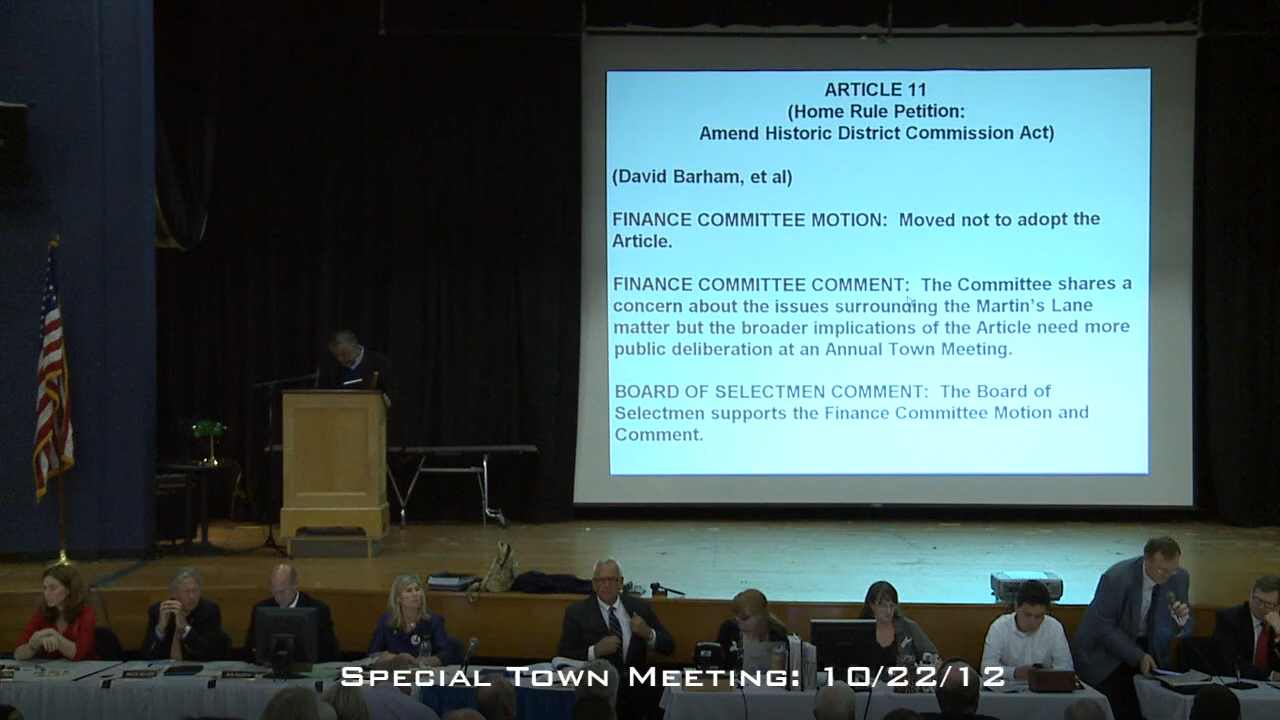 ARTICLE 11
(Home Rule Petition:
Amend Historic District Commission Act)
(David Barham, et al)
FINANCE COMMITTEE MOTION: Moved not to adopt the
Article.
FINANCE COMMITTEE COMMENT: The Committee shares a
concern about the issues surrounding the Martin's Lane
matter but the broader implications of the Article need more
public deliberation at an Annual Town Meeting.
BOARD OF SELECTMEN COMMENT: The Board of
Selectmen supports the Finance Committee Motion and
Comment.
Special Town Meeting: 10/22/12